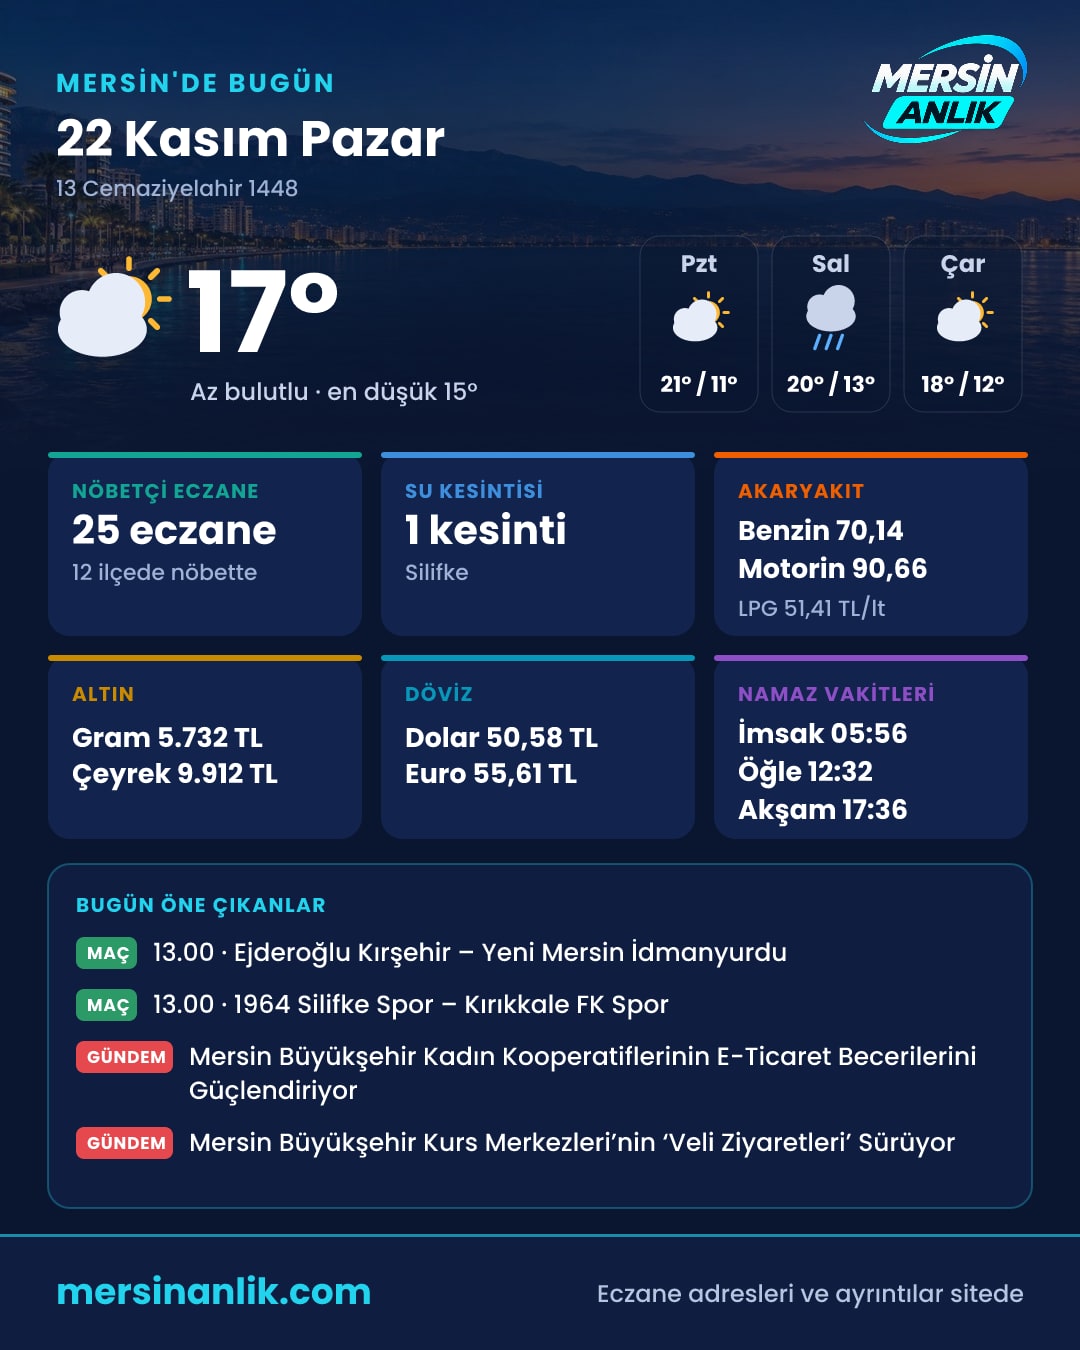 MERSİN'DE BUGÜN
22 Kasım Pazar
13 Cemaziyelahir 1448
MERSİN
ANLIK
17°
Az bulutlu · en düşük 15°
Pzt
21° / 11°
Sal
20° / 13°
Çar
18° / 12°
NÖBETÇİ ECZANE
25 eczane
12 ilçede nöbette
SU KESİNTİSİ
1 kesinti
Silifke
AKARYAKIT
Benzin 70,14
Motorin 90,66
LPG 51,41 TL/lt
ALTIN
Gram 5.732 TL
Çeyrek 9.912 TL
DÖVİZ
Dolar 50,58 TL
Euro 55,61 TL
NAMAZ VAKİTLERİ
İmsak 05:56
Öğle 12:32
Akşam 17:36
BUGÜN ÖNE ÇIKANLAR
MAÇ 13.00 · Ejderoğlu Kırşehir – Yeni Mersin İdmanyurdu
MAÇ 13.00 · 1964 Silifke Spor – Kırıkkale FK Spor
GÜNDEM Mersin Büyükşehir Kadın Kooperatiflerinin E-Ticaret Becerilerini
Güçlendiriyor
GÜNDEM Mersin Büyükşehir Kurs Merkezleri’nin ‘Veli Ziyaretleri’ Sürüyor
mersinanlik.com
Eczane adresleri ve ayrıntılar sitede